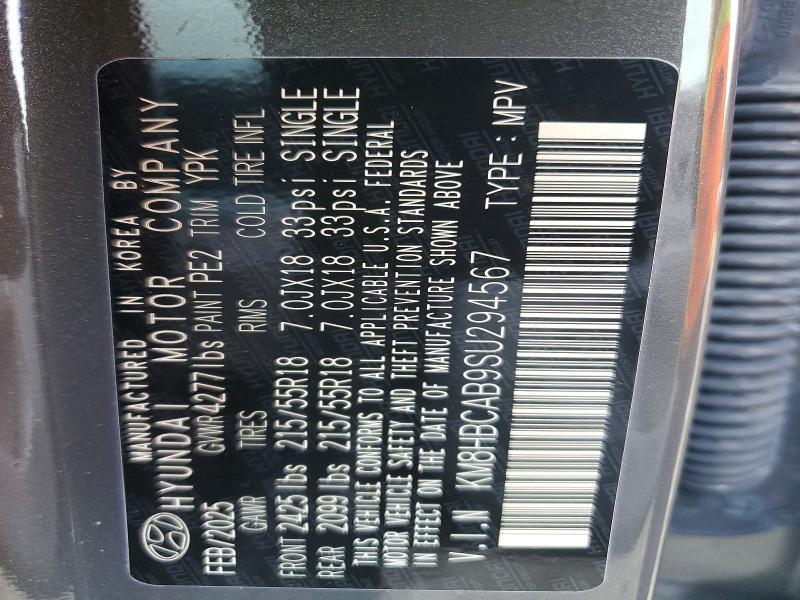 MANUFACTURED IN KOREA BY
HYUNDAI MOTOR COMPANY
FEB/2025 GVWR 4277lbs PAINT PE2 TRIM YPK
GAWR TIRES RMS COLD TIRE INFL
FRONT 2425 lbs 215/55R18 7.0JX18 33psi SINGLE
REAR 2099 lbs 215/55R18 7.0JX18 33psi SINGLE
THIS VEHICLE CONFORMS TO ALL APPLICABLE U.S.A. FEDERAL
MOTOR VEHICLE SAFETY AND THEFT PREVENTION STANDARDS
IN EFFECT ON THE DATE OF MANUFACTURE SHOWN ABOVE
V.I.N KM8HBCAB9SU294567 TYPE : MPV